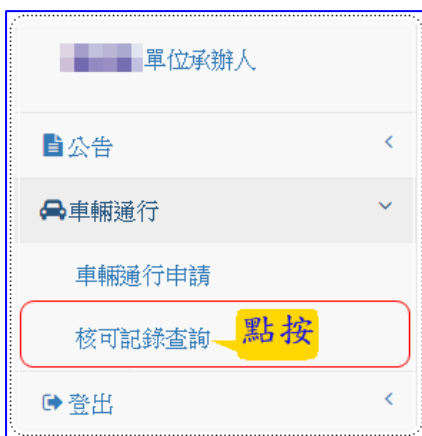 單位承辦人
公告
車輛通行
車輛通行申請
核可記錄查詢 點按
登出